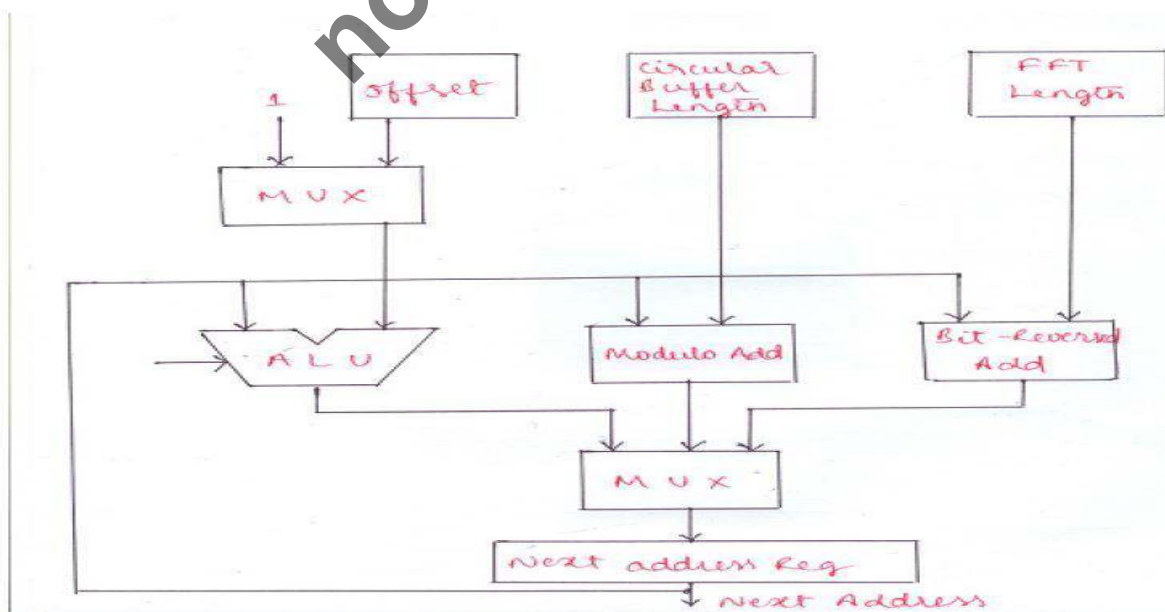 no
1
Offset
Circular
Buffer
Length
FFT
Length
MUX
ALU
Modulo Add
Bit-Reversed
Add
MUX
Next address Reg
Next Address